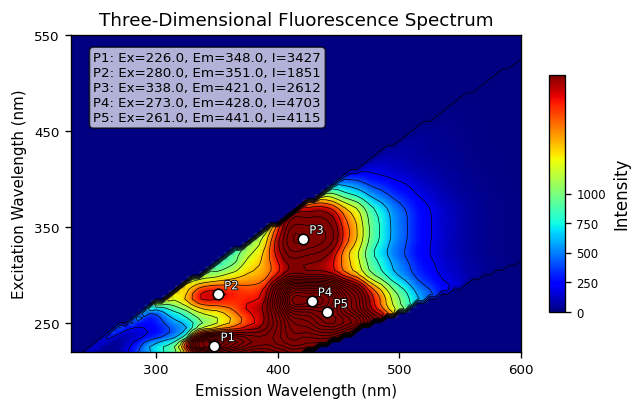 Three-Dimensional Fluorescence Spectrum
P1: Ex=226.0, Em=348.0, I=3427
P2: Ex=280.0, Em=351.0, I=1851
P3: Ex=338.0, Em=421.0, I=2612
P4: Ex=273.0, Em=428.0, I=4703
P5: Ex=261.0, Em=441.0, I=4115
550
450
350
250
Excitation Wavelength (nm)
P3
P2
P4
P5
P1
300
400
500
600
Emission Wavelength (nm)
1000
750
500
250
0
Intensity